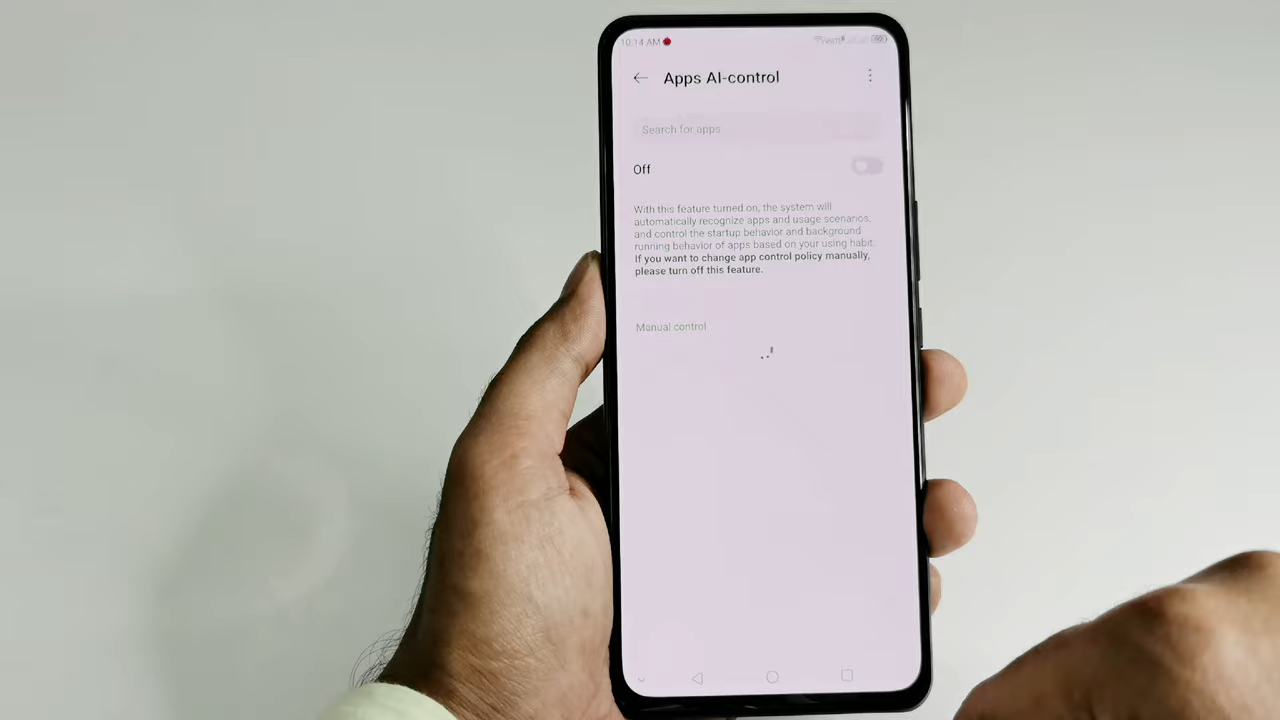 10:14 AM
Apps AI-control
Search for apps
Off
With this feature turned on, the system will
automatically recognize apps and usage scenarios,
and control the startup behavior and background
running behavior of apps based on your using habit.
If you want to change app control policy manually,
please turn off this feature.
Manual control